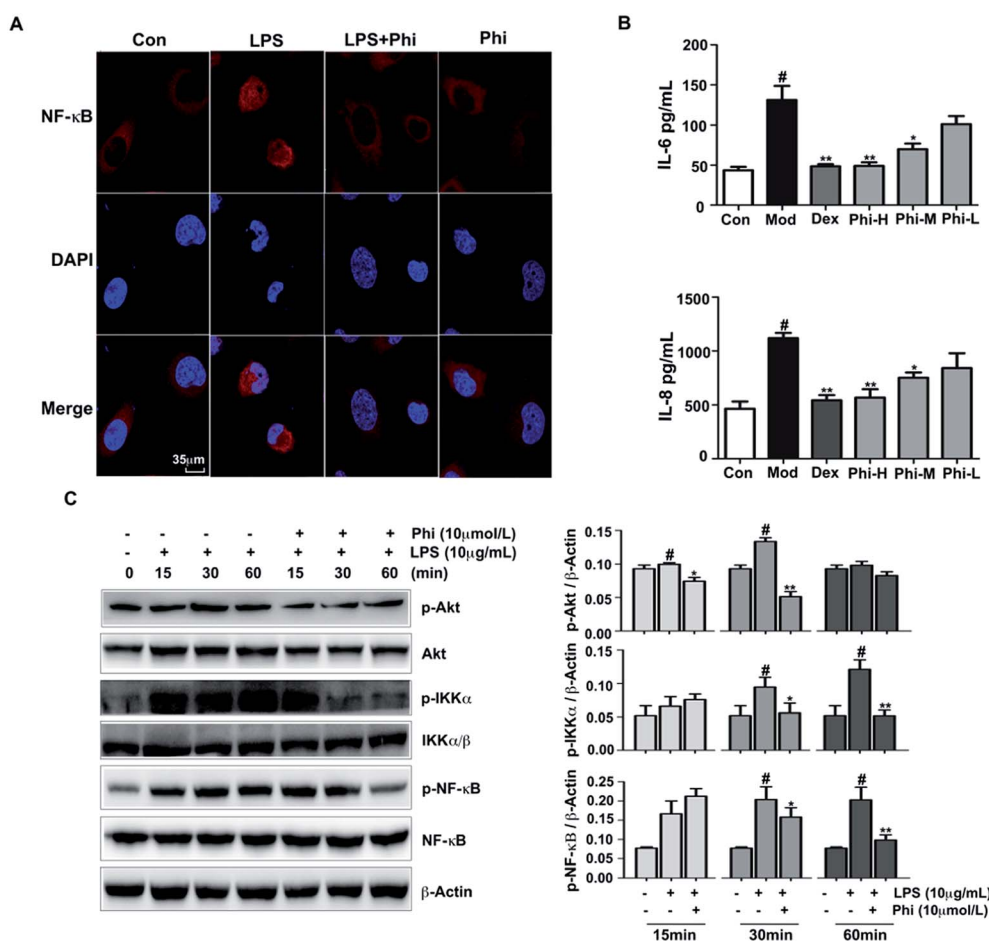 A
Con LPS LPS+Phi Phi
NF-κB
DAPI
Merge
35μm
B
IL-6 pg/mL
200
150
100
50
0
#
**
**
*
Con Mod Dex Phi-H Phi-M Phi-L
IL-8 pg/mL
1500
1000
500
0
#
**
**
*
Con Mod Dex Phi-H Phi-M Phi-L
C
- - - - + + + Phi (10μmol/L)
- + + + + + + LPS (10μg/mL)
0 15 30 60 15 30 60 (min)
p-Akt
Akt
p-IKKα
IKKα/β
p-NF-κB
NF-κB
β-Actin
p-Akt / β-Actin
0.15
0.10
0.05
0.00
# *
# **
p-IKKα / β-Actin
0.15
0.10
0.05
0.00
# *
# **
p-NF-κB / β-Actin
0.25
0.20
0.15
0.10
0.05
0.00
# *
# **
- + + - + + - + + LPS (10μg/mL)
- - + - - + - - + Phi (10μmol/L)
15min 30min 60min